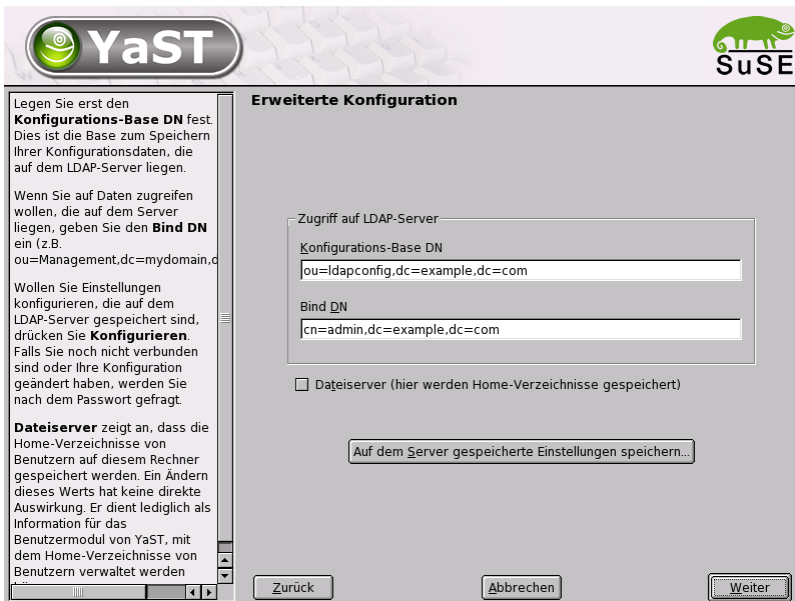 YaST
SuSE
Legen Sie erst den
Konfigurations-Base DN fest.
Dies ist die Base zum Speichern
Ihrer Konfigurationsdaten, die
auf dem LDAP-Server liegen.
Wenn Sie auf Daten zugreifen
wollen, die auf dem Server
liegen, geben Sie den Bind DN
ein (z.B.
ou=Management,dc=mydomain,d
Wollen Sie Einstellungen
konfigurieren, die auf dem
LDAP-Server gespeichert sind,
drücken Sie Konfigurieren.
Falls Sie noch nicht verbunden
sind oder Ihre Konfiguration
geändert haben, werden Sie
nach dem Passwort gefragt.
Dateiserver zeigt an, dass die
Home-Verzeichnisse von
Benutzern auf diesem Rechner
gespeichert werden. Ein Ändern
dieses Werts hat keine direkte
Auswirkung. Er dient lediglich als
Information für das
Benutzermodul von YaST, mit
dem Home-Verzeichnisse von
Benutzern verwaltet werden
Erweiterte Konfiguration
Zugriff auf LDAP-Server
Konfigurations-Base DN
ou=ldapconfig,dc=example,dc=com
Bind DN
cn=admin,dc=example,dc=com
Dateiserver (hier werden Home-Verzeichnisse gespeichert)
Auf dem Server gespeicherte Einstellungen speichern...
Zurück
Abbrechen
Weiter